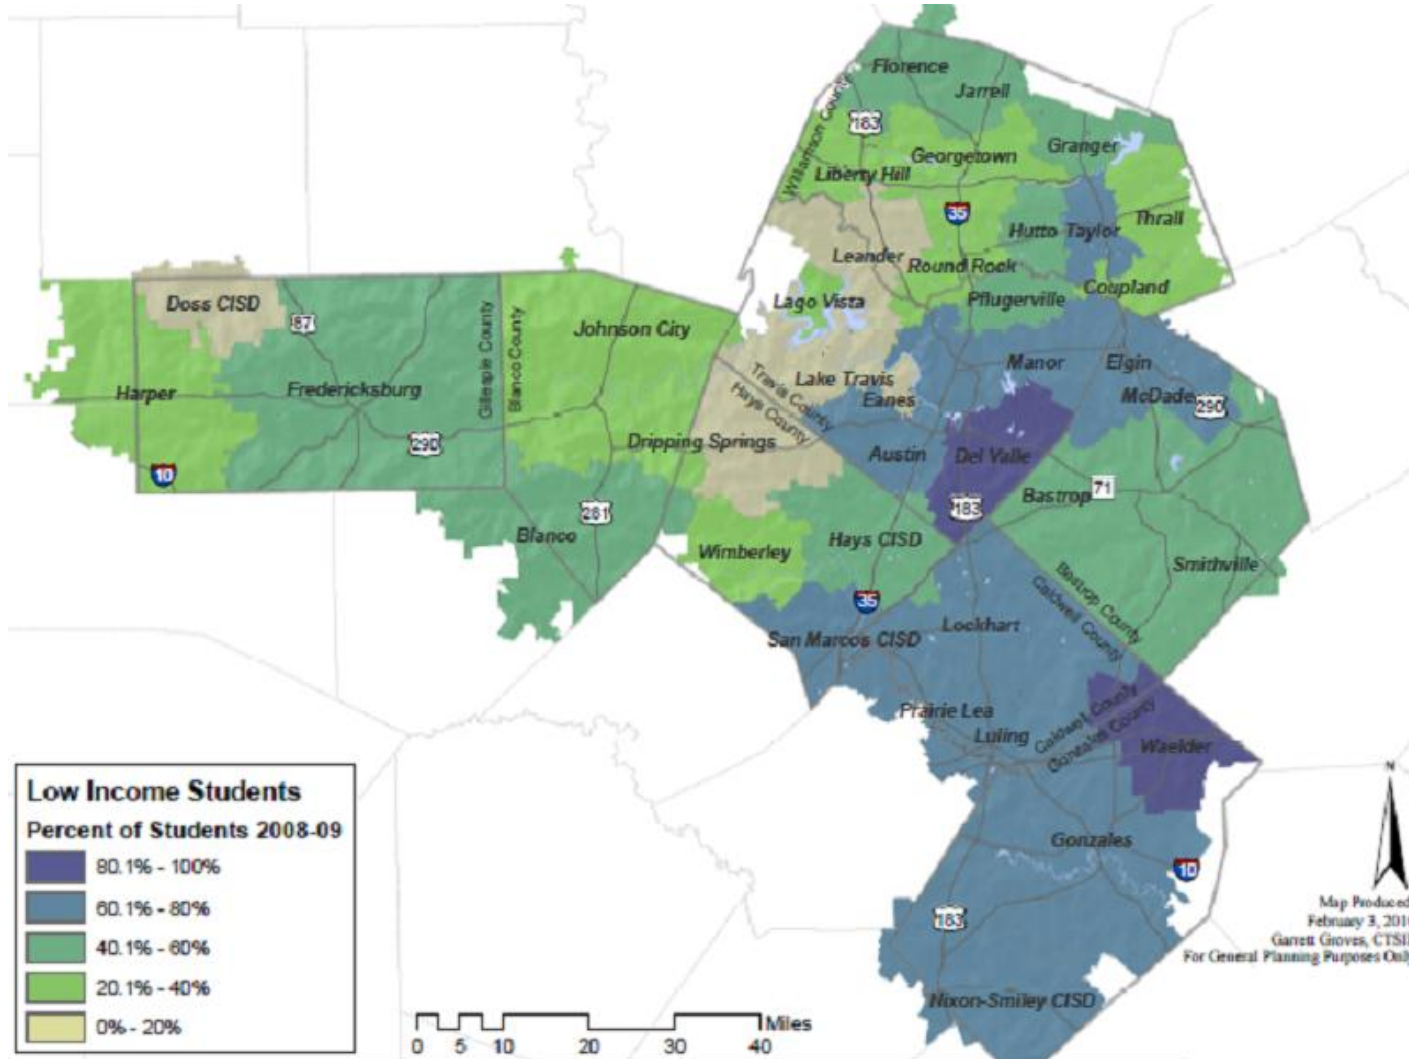 Florence
Jarrell
Williamson County
183
Granger
Georgetown
Liberty Hill
35
Thrall
Hutto
Taylor
Leander
Round Rock
Coupland
Pflugerville
Lago Vista
Doss CISD
87
Johnson City
Gillespie County
Blanco County
Harper
Fredericksburg
290
10
Travis County
Hays County
Lake Travis
Eanes
Manor
Elgin
McDade
290
Dripping Springs
Austin
Del Valle
183
Bastrop
71
281
Blanco
Wimberley
Hays CISD
Smithville
35
Bastrop County
Caldwell County
San Marcos CISD
Lockhart
Prairie Lea
Luling
Caldwell County
Gonzales County
Waelder
Gonzales
10
183
Nixon-Smiley CISD
Low Income Students
Percent of Students 2008-09
80.1% - 100%
60.1% - 80%
40.1% - 60%
20.1% - 40%
0% - 20%
Miles
0 5 10 20 30 40
N
Map Produced
February 3, 201
Garrett Groves, CTSI
For General Planning Purposes Only